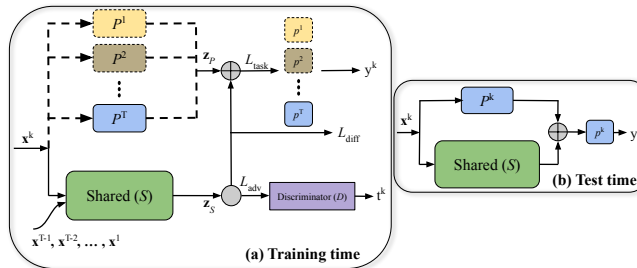 P¹
P²
Pᵀ
z_P
L_task
p¹
p²
pᵀ
yᵏ
xᵏ
L_diff
Shared (S)
z_S
L_adv
Discriminator (D)
tᵏ
xᵀ⁻¹, xᵀ⁻², … , x¹
(a) Training time
xᵏ
Pᵏ
Shared (S)
pᵏ
y
(b) Test time